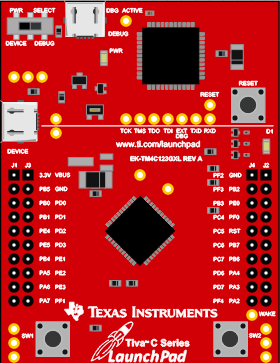 PWR SELECT
DBG ACTIVE
DEVICE DEBUG
DEBUG
PWR
RESET
RESET
TCK TMS TDO TDI EXT TXD RXD
DBG
D1
www.ti.com/launchpad
DEVICE
EK-TM4C123GXL REV A
J1 J3
J4 J2
3.3V VBUS
PF2 GND
PB5 GND
PF3 PB2
PB0 PD0
PB3 PE0
PB1 PD1
PC4 PF0
PE4 PD2
PC5 RST
PE5 PD3
PC6 PB7
PB4 PE1
PC7 PB6
PA5 PE2
PD6 PA4
PA6 PE3
PD7 PA3
PA7 PF1
PF4 PA2
TEXAS INSTRUMENTS
WAKE
SW1
SW2
Tiva C Series
LaunchPad